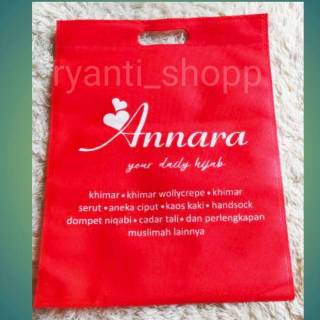 ryanti_shopp
Annara
your daily hijab
khimar • khimar wollycrepe • khimar
serut • aneka ciput • kaos kaki • handsock
dompet niqabi • cadar tali • dan perlengkapan
muslimah lainnya